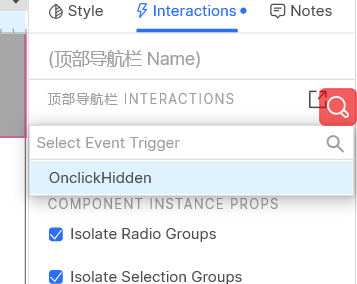 Style Interactions Notes
(顶部导航栏 Name)
顶部导航栏 INTERACTIONS
Select Event Trigger
OnclickHidden
COMPONENT INSTANCE PROPS
Isolate Radio Groups
Isolate Selection Groups